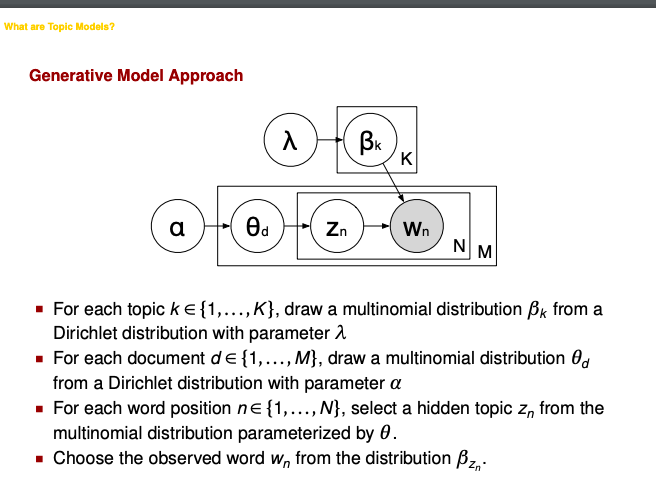 What are Topic Models?
Generative Model Approach
λ βk K
α θd zn wn N M
▪ For each topic k ∈ {1,...,K}, draw a multinomial distribution βk from a
Dirichlet distribution with parameter λ
▪ For each document d ∈ {1,...,M}, draw a multinomial distribution θd
from a Dirichlet distribution with parameter α
▪ For each word position n ∈ {1,...,N}, select a hidden topic zn from the
multinomial distribution parameterized by θ.
▪ Choose the observed word wn from the distribution βzn.